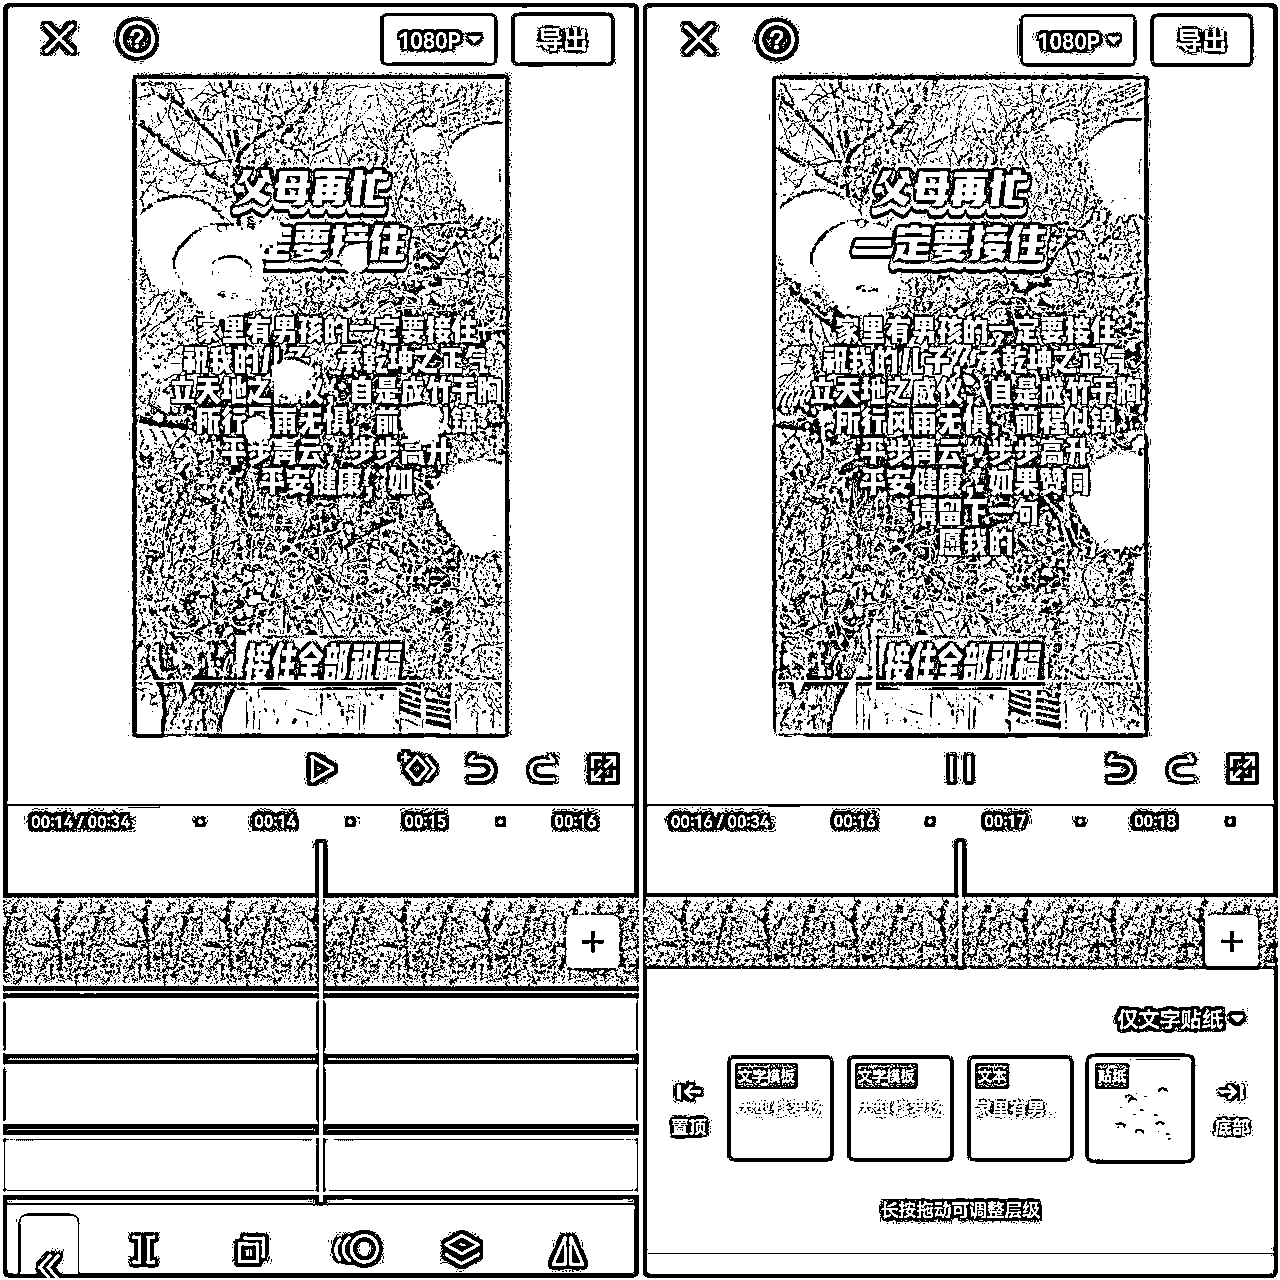 1080P
导出
父母再忙
定要接住
家里有男孩的一定要接住
祝我的儿 承乾坤之正气
立天地之 仪,自是成竹于胸
所行风雨无惧 前 似锦
平步青云,步步高升
平安健康,如
接住全部祝福
00:14/00:34
00:14
00:15
00:16
1080P
导出
父母再忙
一定要接住
家里有男孩的一定要接住
祝我的儿子,承乾坤之正气
立天地之威仪,自是成竹于胸
所行风雨无惧,前程似锦
平步青云,步步高升
平安健康,如果赞同
请留下一句
愿我的
接住全部祝福
00:16/00:34
00:16
00:17
00:18
仅文字贴纸
置顶
文字模板
文字模板
文本
家里有男...
贴纸
底部
长按拖动可调整层级